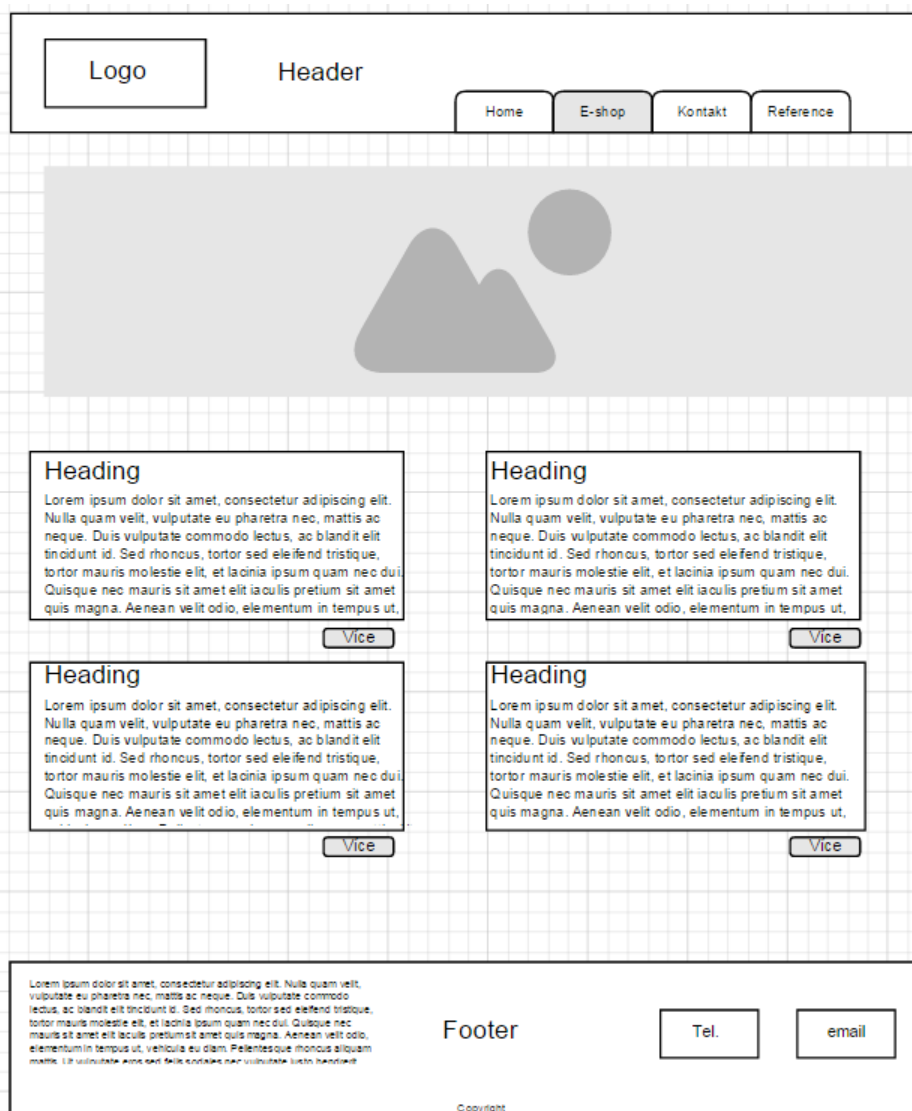 Logo
Header
Home
E-shop
Kontakt
Reference
Heading
Lorem ipsum dolor sit amet, consectetur adipiscing elit.
Nulla quam velit, vulputate eu pharetra nec, mattis ac
neque. Duis vulputate commodo lectus, ac blandit elit
tincidunt id. Sed rhoncus, tortor sed eleifend tristique,
tortor mauris molestie elit, et lacinia ipsum quam nec dui.
Quisque nec mauris sit amet elit iaculis pretium sit amet
quis magna. Aenean velit odio, elementum in tempus ut,
Více
Heading
Lorem ipsum dolor sit amet, consectetur adipiscing elit.
Nulla quam velit, vulputate eu pharetra nec, mattis ac
neque. Duis vulputate commodo lectus, ac blandit elit
tincidunt id. Sed rhoncus, tortor sed eleifend tristique,
tortor mauris molestie elit, et lacinia ipsum quam nec dui.
Quisque nec mauris sit amet elit iaculis pretium sit amet
quis magna. Aenean velit odio, elementum in tempus ut,
Více
Heading
Lorem ipsum dolor sit amet, consectetur adipiscing elit.
Nulla quam velit, vulputate eu pharetra nec, mattis ac
neque. Duis vulputate commodo lectus, ac blandit elit
tincidunt id. Sed rhoncus, tortor sed eleifend tristique,
tortor mauris molestie elit, et lacinia ipsum quam nec dui.
Quisque nec mauris sit amet elit iaculis pretium sit amet
quis magna. Aenean velit odio, elementum in tempus ut,
Více
Heading
Lorem ipsum dolor sit amet, consectetur adipiscing elit.
Nulla quam velit, vulputate eu pharetra nec, mattis ac
neque. Duis vulputate commodo lectus, ac blandit elit
tincidunt id. Sed rhoncus, tortor sed eleifend tristique,
tortor mauris molestie elit, et lacinia ipsum quam nec dui.
Quisque nec mauris sit amet elit iaculis pretium sit amet
quis magna. Aenean velit odio, elementum in tempus ut,
Více
Lorem ipsum dolor sit amet, consectetur adipiscing elit. Nulla quam velit,
vulputate eu pharetra nec, mattis ac neque. Duis vulputate commodo
lectus, ac blandit elit tincidunt id. Sed rhoncus, tortor sed eleifend tristique,
tortor mauris molestie elit, et lacinia ipsum quam nec dui. Quisque nec
mauris sit amet elit iaculis pretium sit amet quis magna. Aenean velit odio,
elementum in tempus ut, vehicula eu diam. Pellentesque rhoncus aliquam
mattis. Ut vulputate eros sed felis sodales nec vulputate justo hendrerit.
Footer
Tel.
email
Copyright